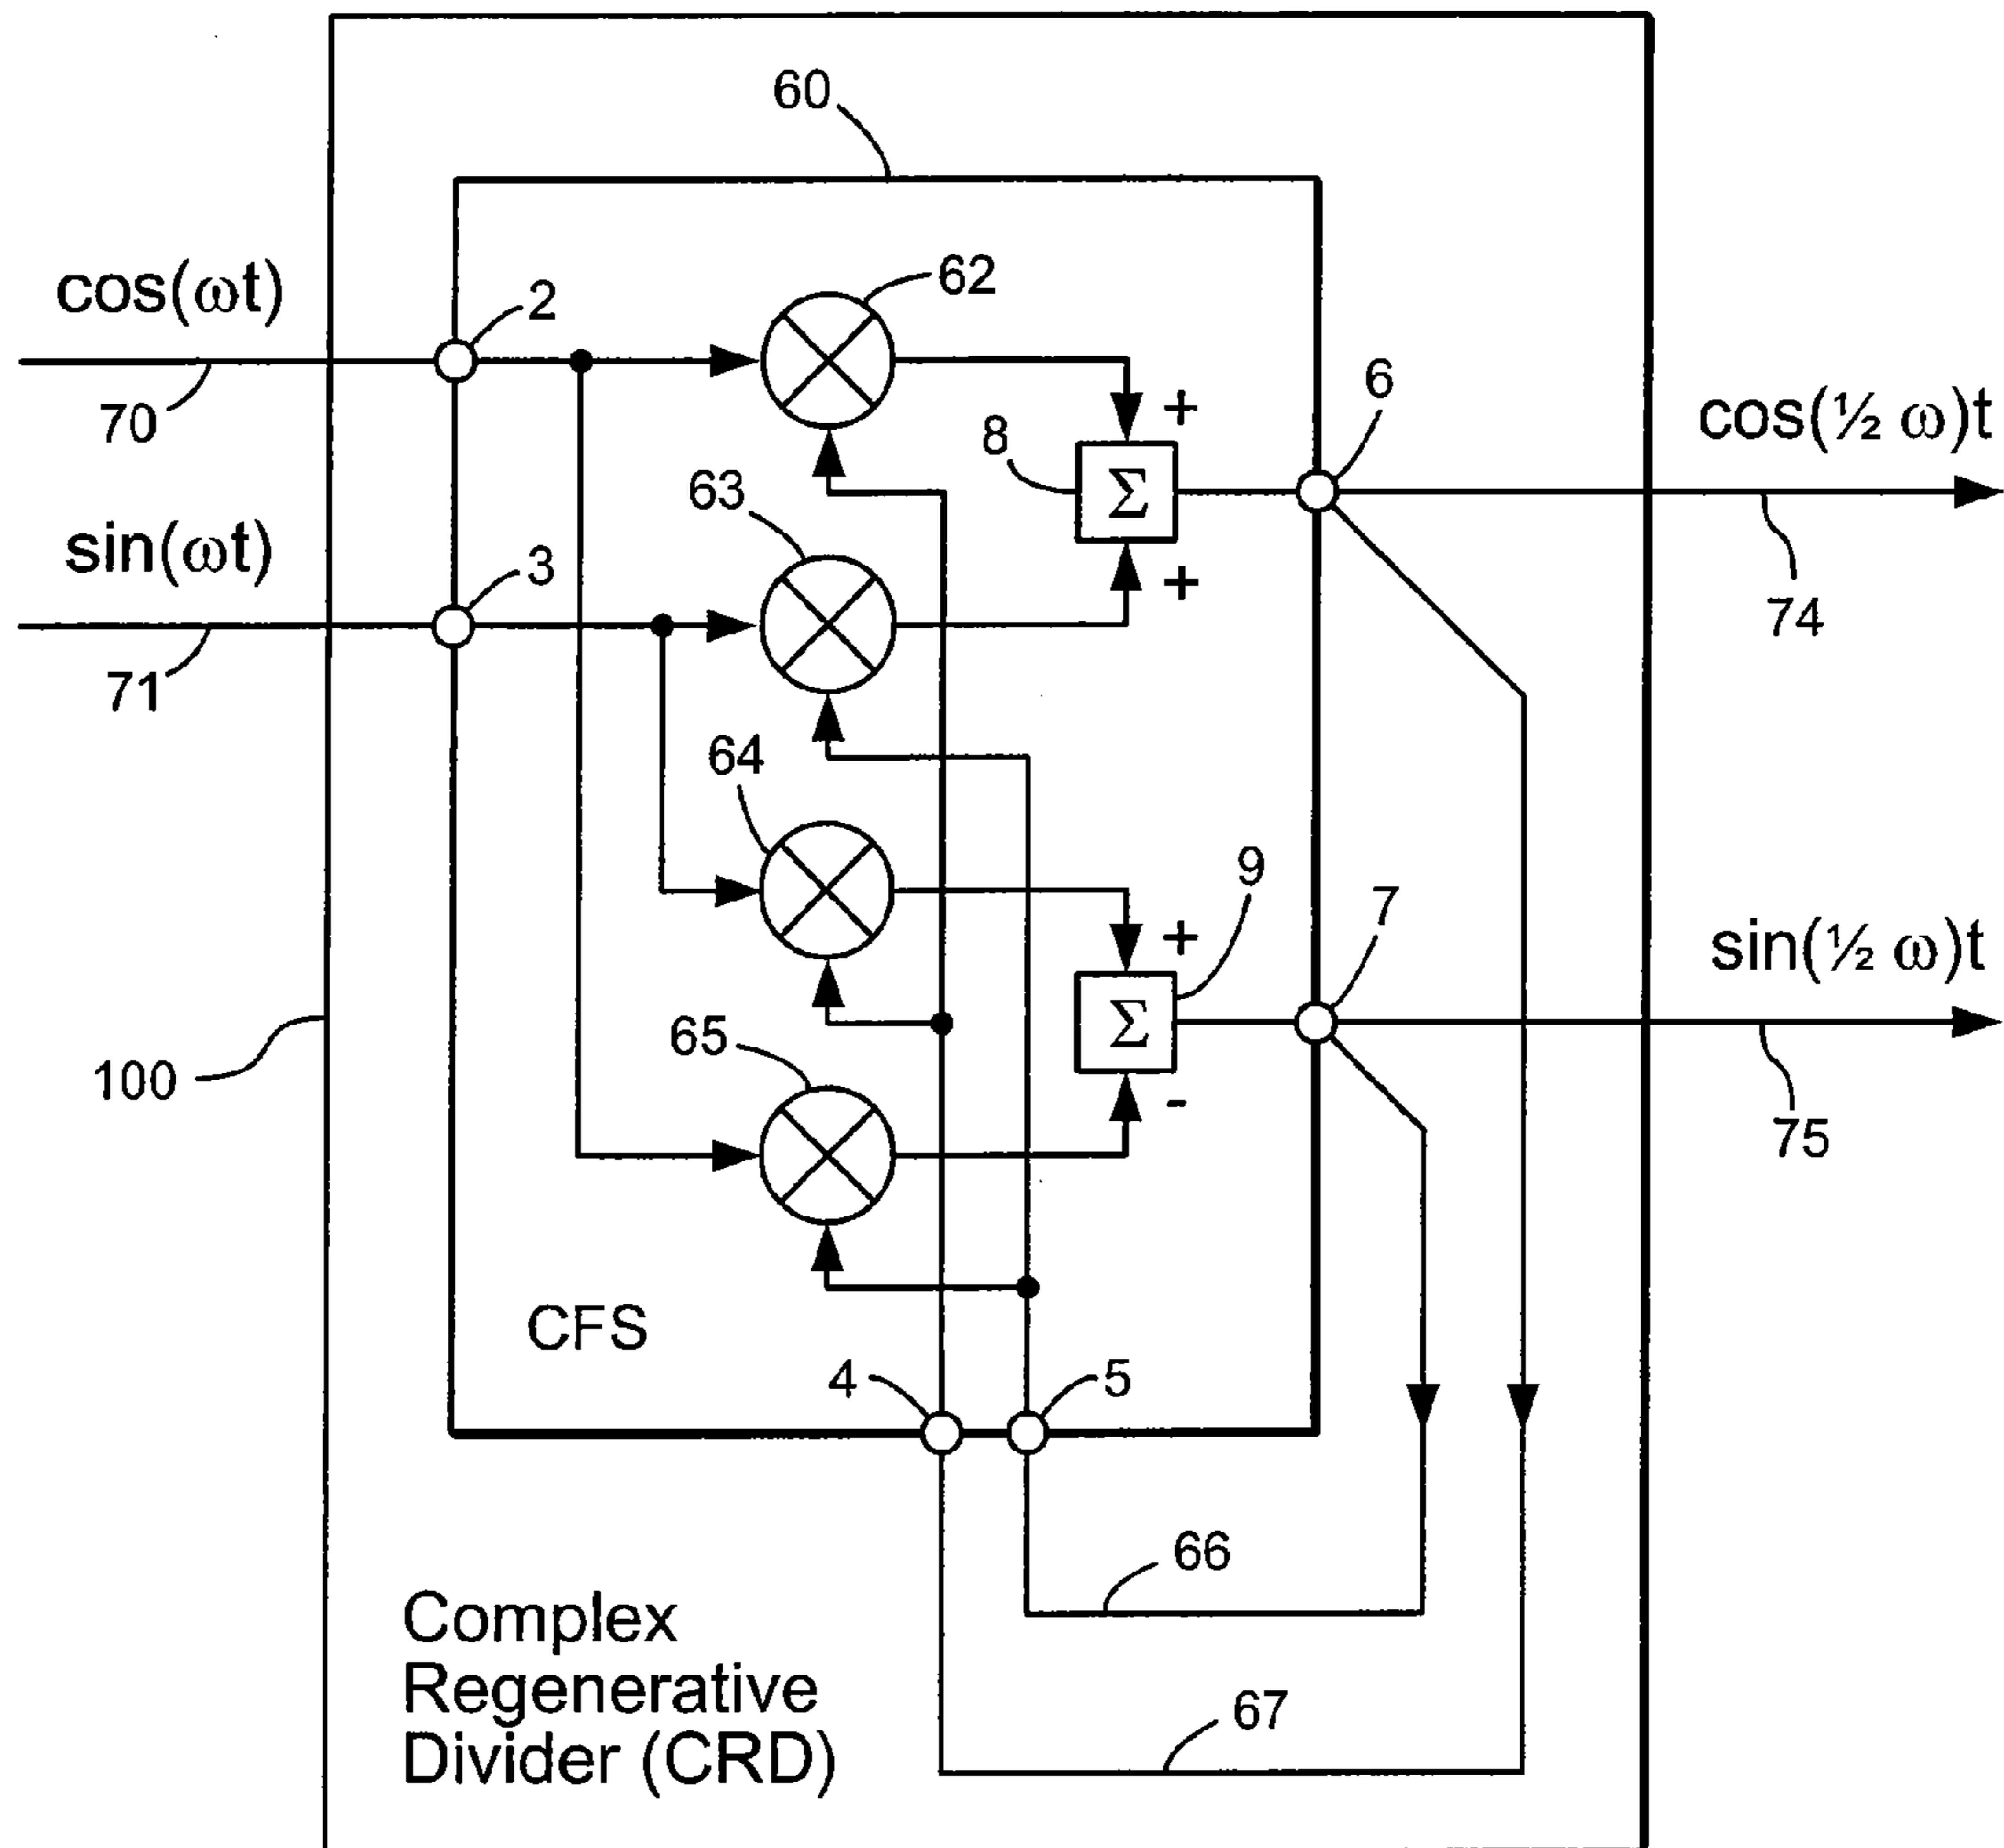 60
cos(ωt)
2
62
70
6
cos(½ ω)t
+
8
63
Σ
sin(ωt)
3
+
74
71
64
9
7
+
sin(½ ω)t
65
Σ
100
-
75
CFS
4
5
66
Complex
Regenerative
Divider (CRD)
67